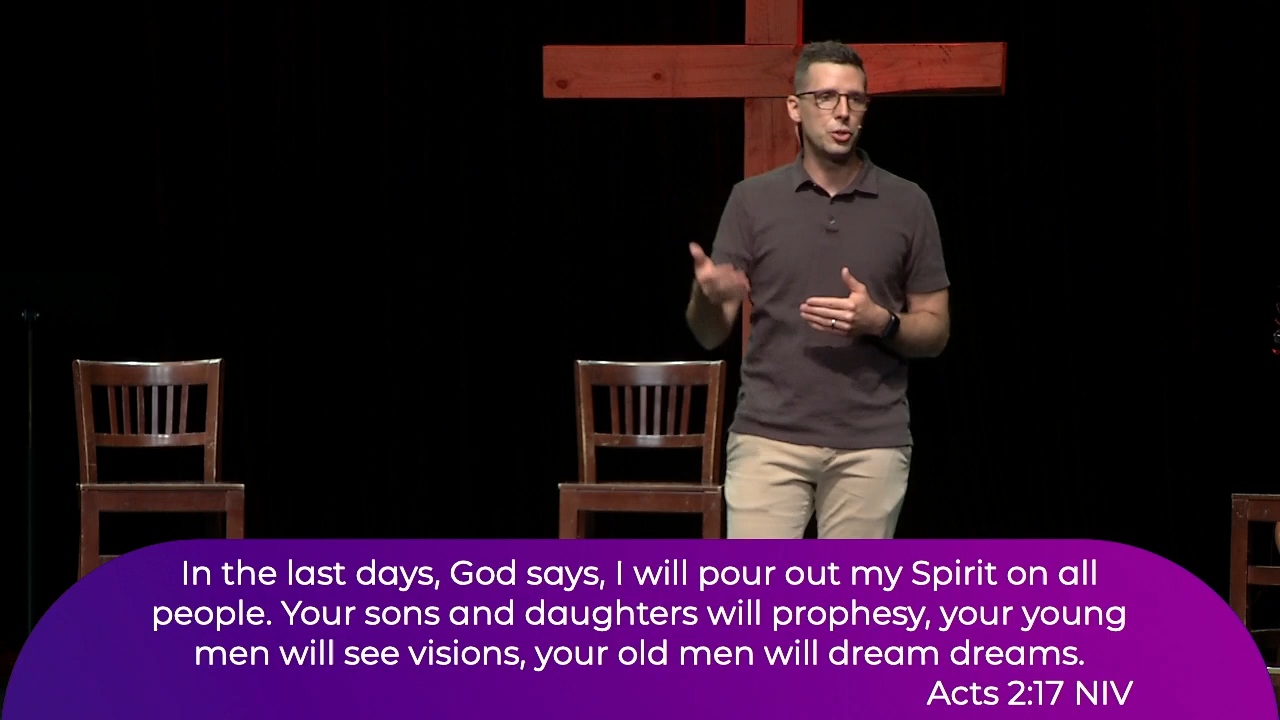 In the last days, God says, I will pour out my Spirit on all
people. Your sons and daughters will prophesy, your young
men will see visions, your old men will dream dreams.
Acts 2:17 NIV